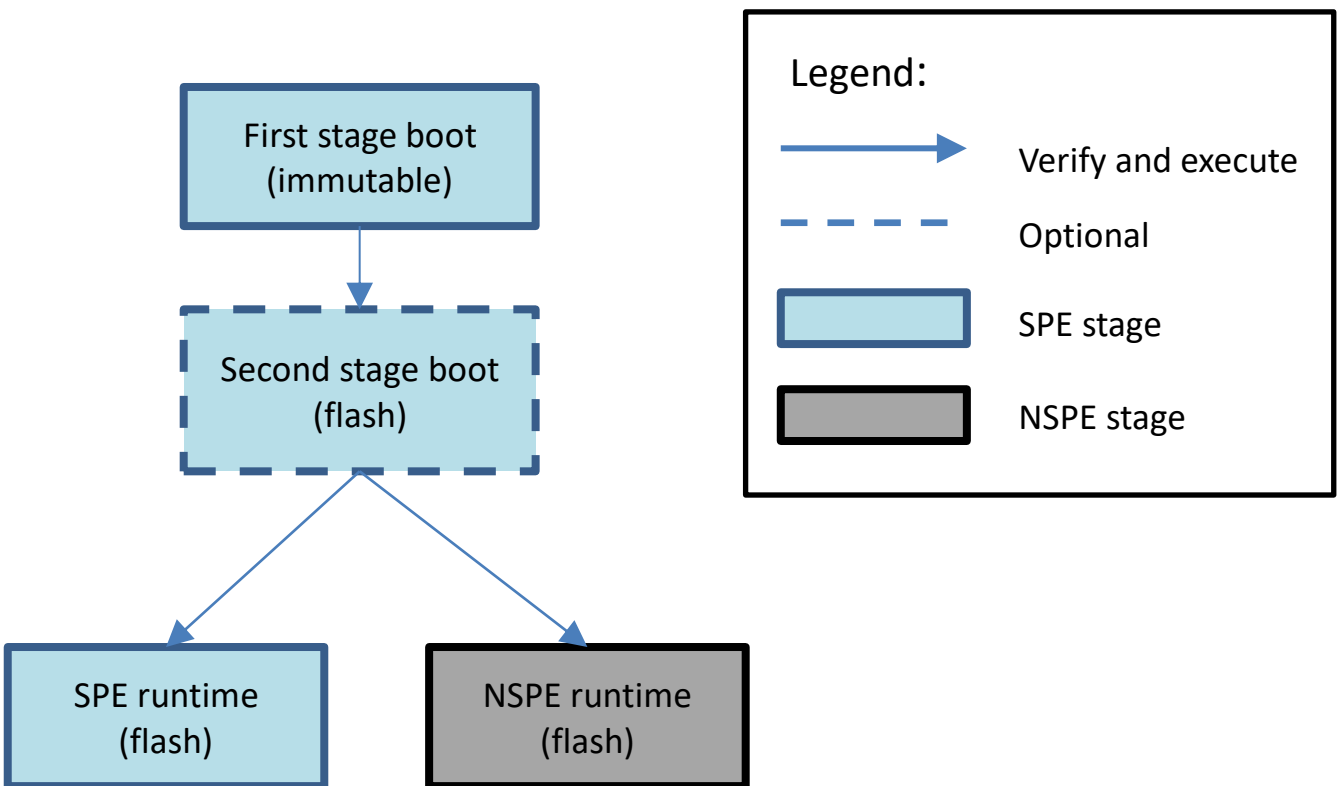 First stage boot
(immutable)
Second stage boot
(flash)
SPE runtime
(flash)
NSPE runtime
(flash)
Legend:
Verify and execute
Optional
SPE stage
NSPE stage